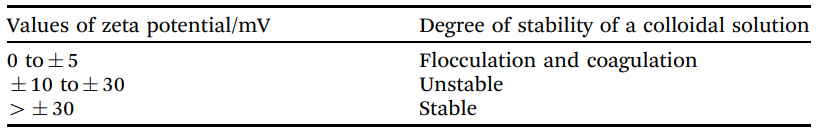 Values of zeta potential/mV Degree of stability of a colloidal solution
0 to ± 5 Flocculation and coagulation
± 10 to ± 30 Unstable
> ± 30 Stable